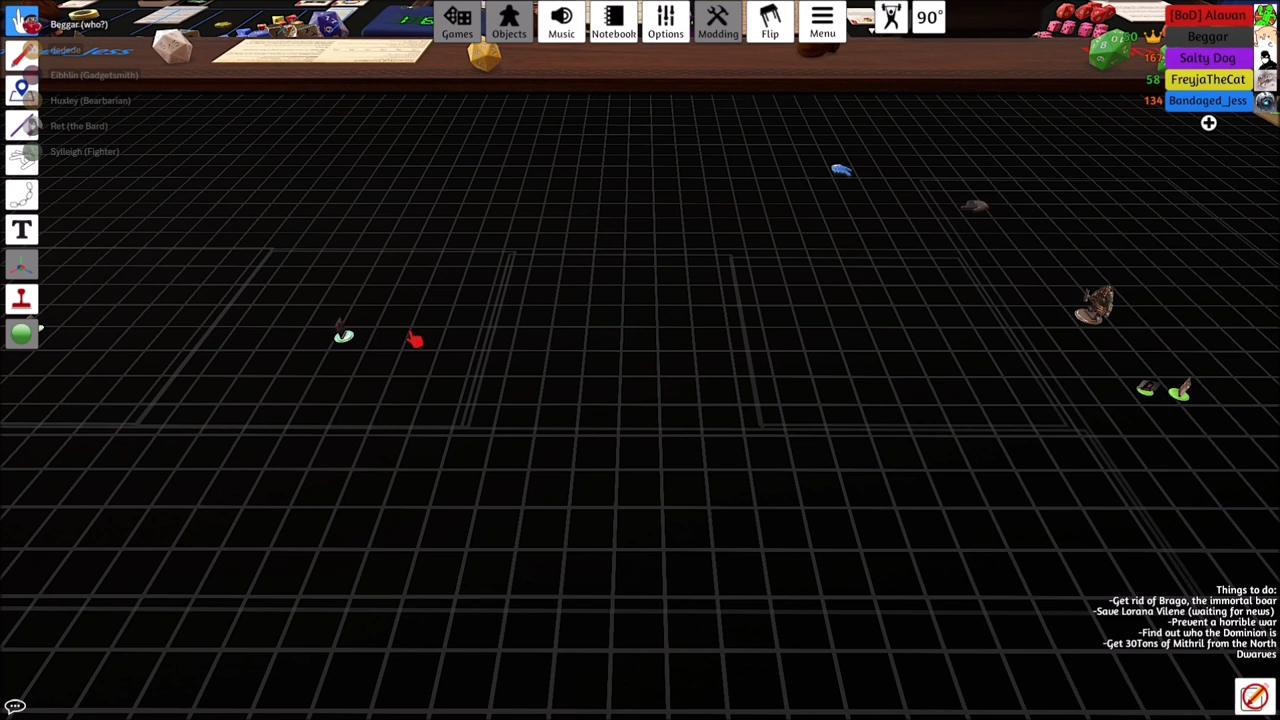 Beggar (who?)
dedede
Eibhlin (Gadgetsmith)
Huxley (Bearbarian)
Ret (the Bard)
Sylleigh (Fighter)
T
Games
Objects
Music
Notebook
Options
Modding
Flip
Menu
90°
[BoD] Alavan
Beggar
167 Salty Dog
58 FreyjaTheCat
134 Bandaged_Jess
Things to do:
-Get rid of Brago, the immortal boar
-Save Lorana Vilene (waiting for news)
-Prevent a horrible war
-Find out who the Dominion is
-Get 30Tons of Mithril from the North
Dwarves